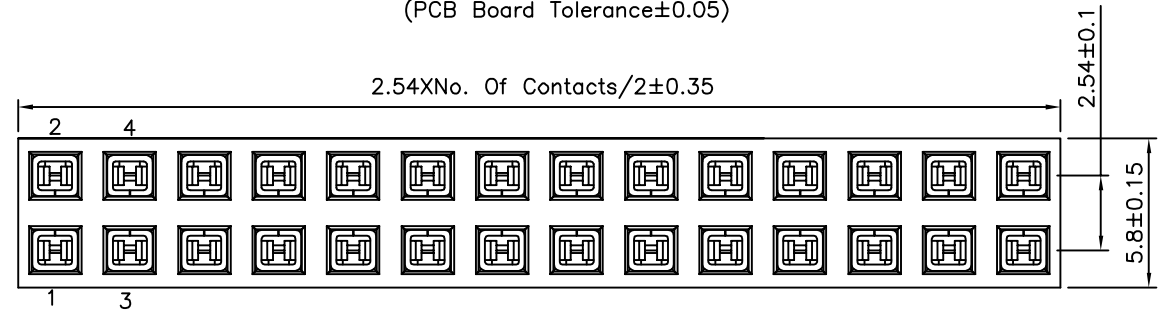 (PCB Board Tolerance±0.05)
2.54XNo. Of Contacts/2±0.35
2.54±0.1
2 4
5.8±0.15
1 3